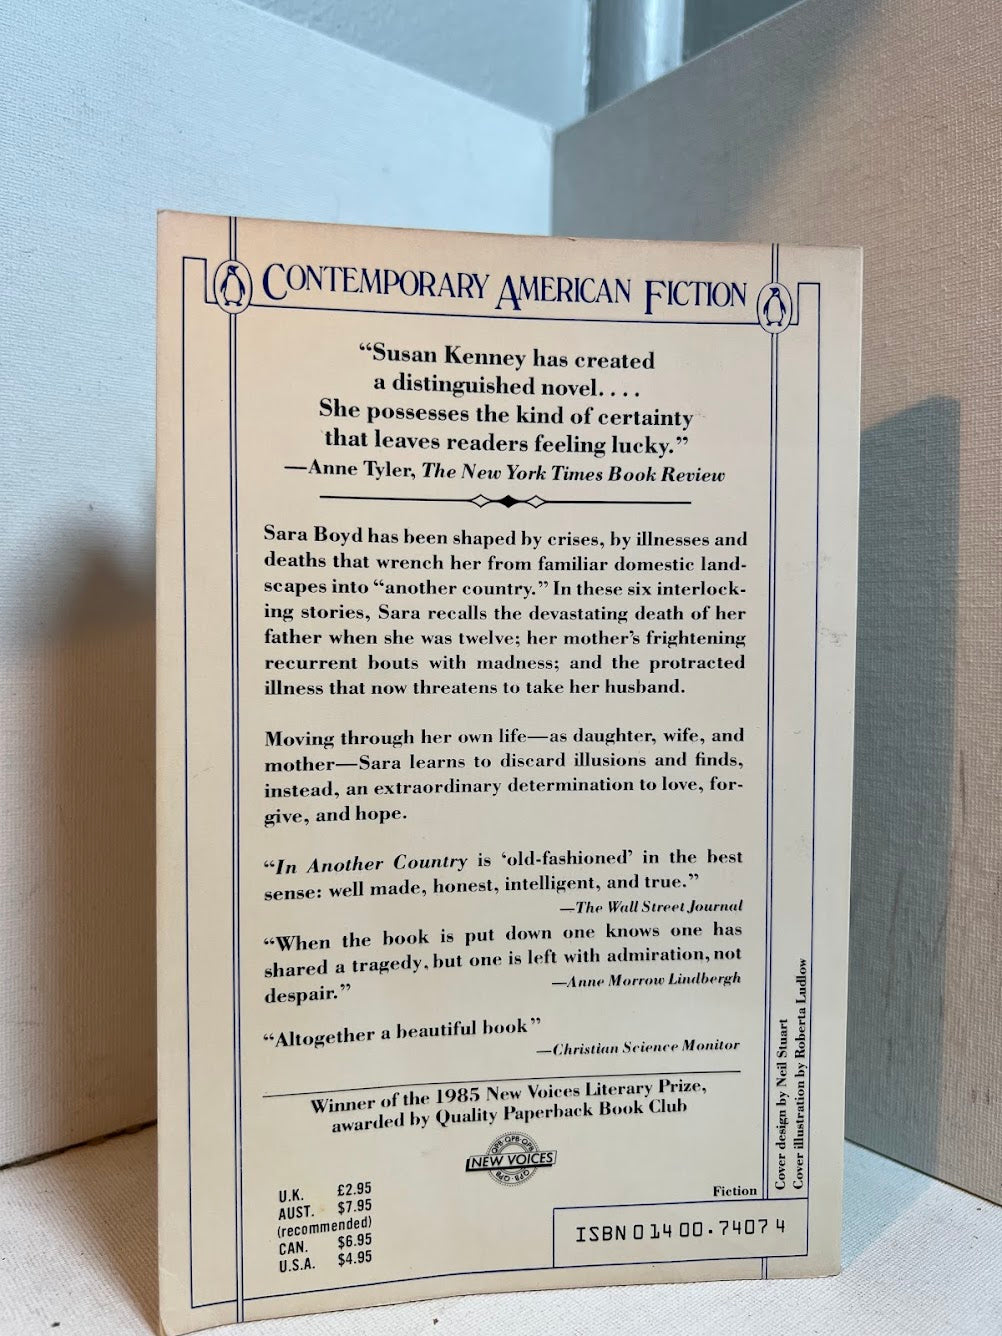 CONTEMPORARY AMERICAN FICTION
“Susan Kenney has created
a distinguished novel. . . .
She possesses the kind of certainty
that leaves readers feeling lucky.”
—Anne Tyler, The New York Times Book Review
Sara Boyd has been shaped by crises, by illnesses and
deaths that wrench her from familiar domestic land-
scapes into “another country.” In these six interlock-
ing stories, Sara recalls the devastating death of her
father when she was twelve; her mother’s frightening
recurrent bouts with madness; and the protracted
illness that now threatens to take her husband.
Moving through her own life—as daughter, wife, and
mother—Sara learns to discard illusions and finds,
instead, an extraordinary determination to love, for-
give, and hope.
“In Another Country is ‘old-fashioned’ in the best
sense: well made, honest, intelligent, and true.”
—The Wall Street Journal
“When the book is put down one knows one has
shared a tragedy, but one is left with admiration, not
despair.”
—Anne Morrow Lindbergh
“Altogether a beautiful book”
—Christian Science Monitor
Winner of the 1985 New Voices Literary Prize,
awarded by Quality Paperback Book Club
QPB·QPB·QPB
NEW VOICES
QPB·QPB
U.K. £2.95
AUST. $7.95
(recommended)
CAN. $6.95
U.S.A. $4.95
Fiction
ISBN 0 14 00.7407 4
Cover design by Neil Stuart
Cover illustration by Roberta Ludlow